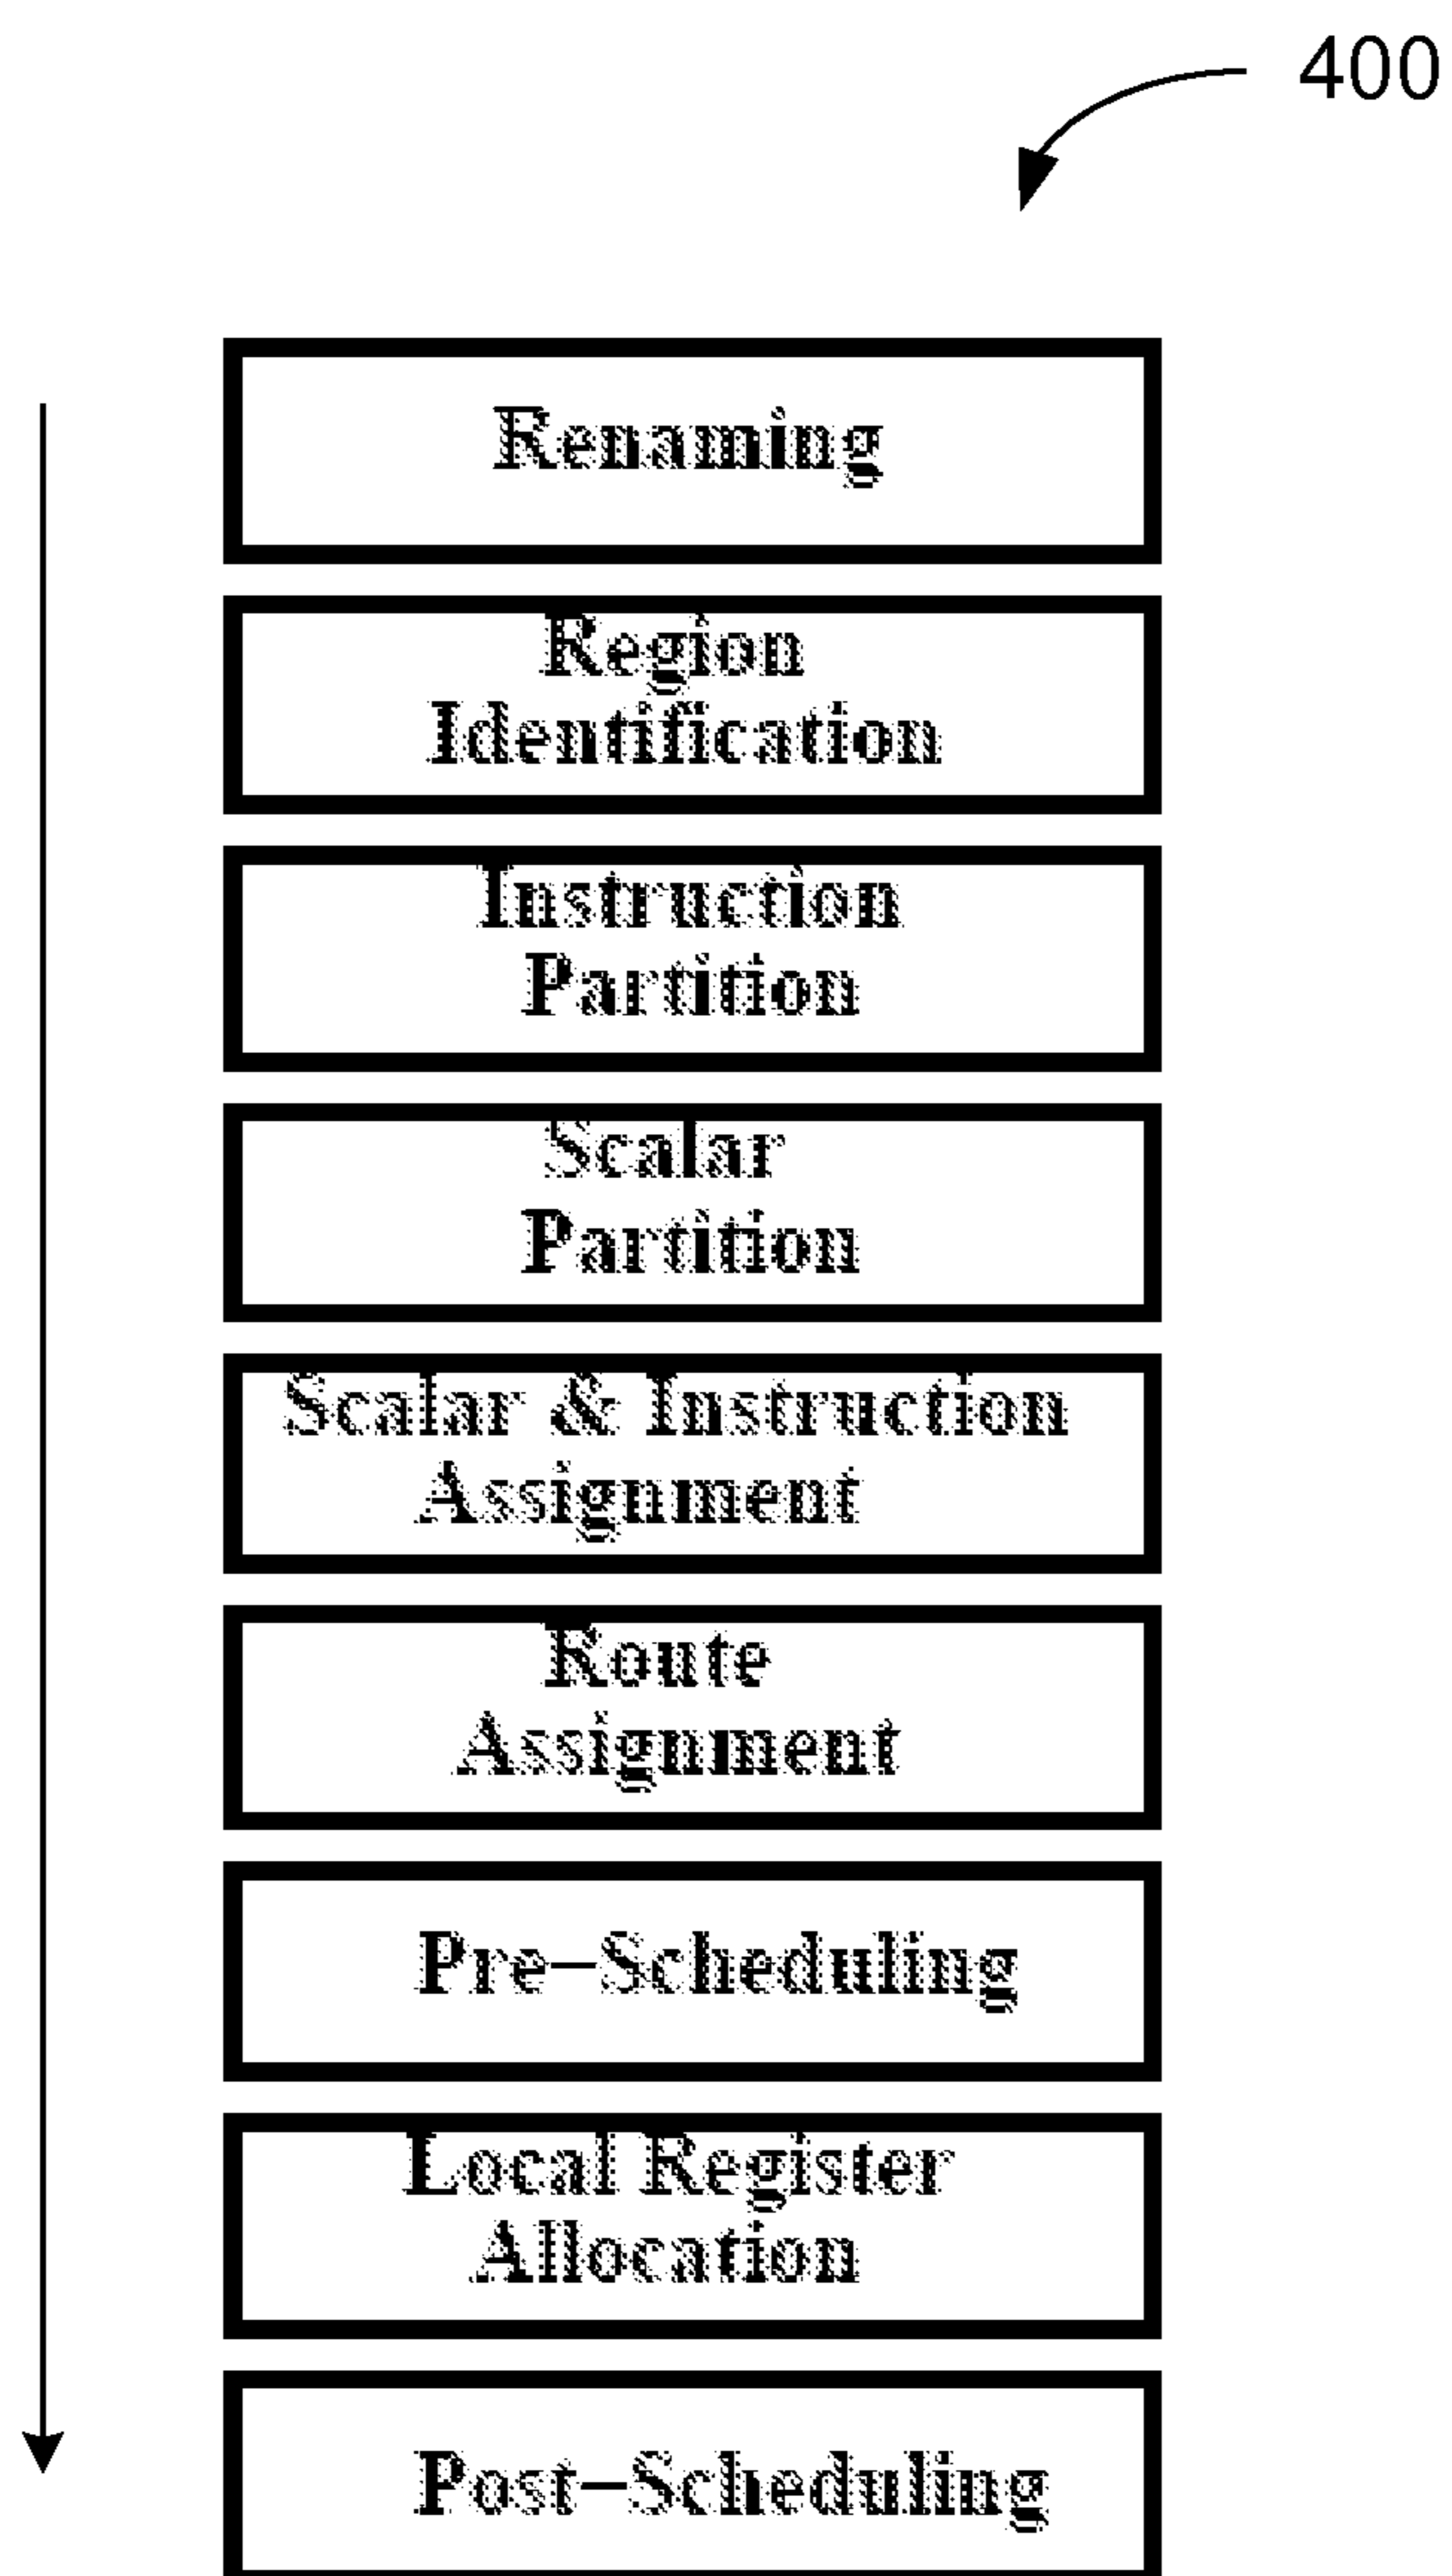 400
Renaming
Region
Identification
Instruction
Partition
Scalar
Partition
Scalar & Instruction
Assignment
Route
Assignment
Pre–Scheduling
Local Register
Allocation
Post–Scheduling